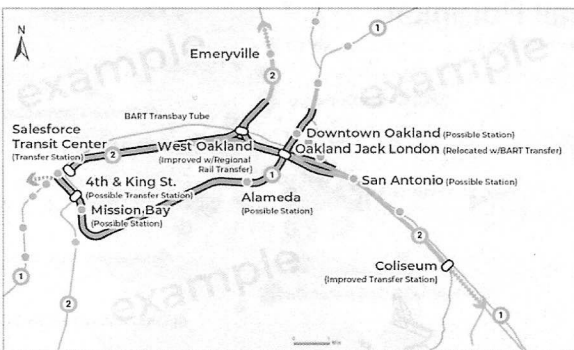 N
example
example
example
1
Emeryville
2
BART Transbay Tube
Salesforce
Transit Center
(Transfer Station)
2
West Oakland
(Improved w/Regional
Rail Transfer)
Downtown Oakland (Possible Station)
Oakland Jack London (Relocated w/BART Transfer)
1
San Antonio (Possible Station)
4th & King St.
(Possible Transfer Station)
Mission Bay
(Possible Station)
Alameda
(Possible Station)
2
Coliseum
(Improved Transfer Station)
1
2
1